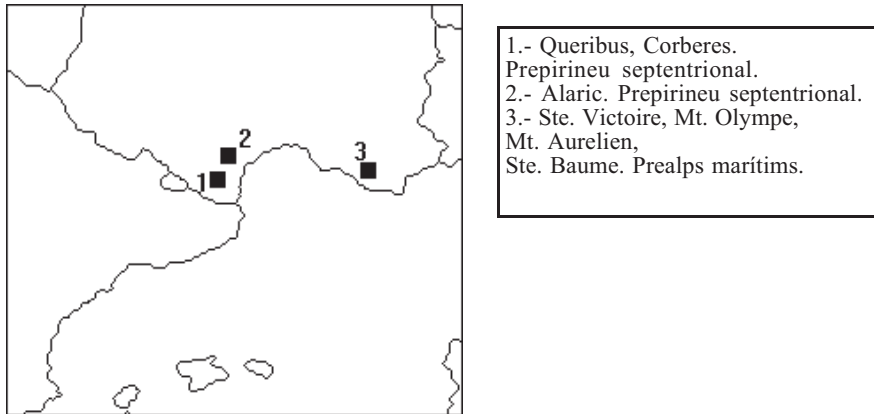 2
1
3
1.- Queribus, Corberes.
Prepirineu septentrional.
2.- Alaric. Prepirineu septentrional.
3.- Ste. Victoire, Mt. Olympe,
Mt. Aurelien,
Ste. Baume. Prealps marítims.